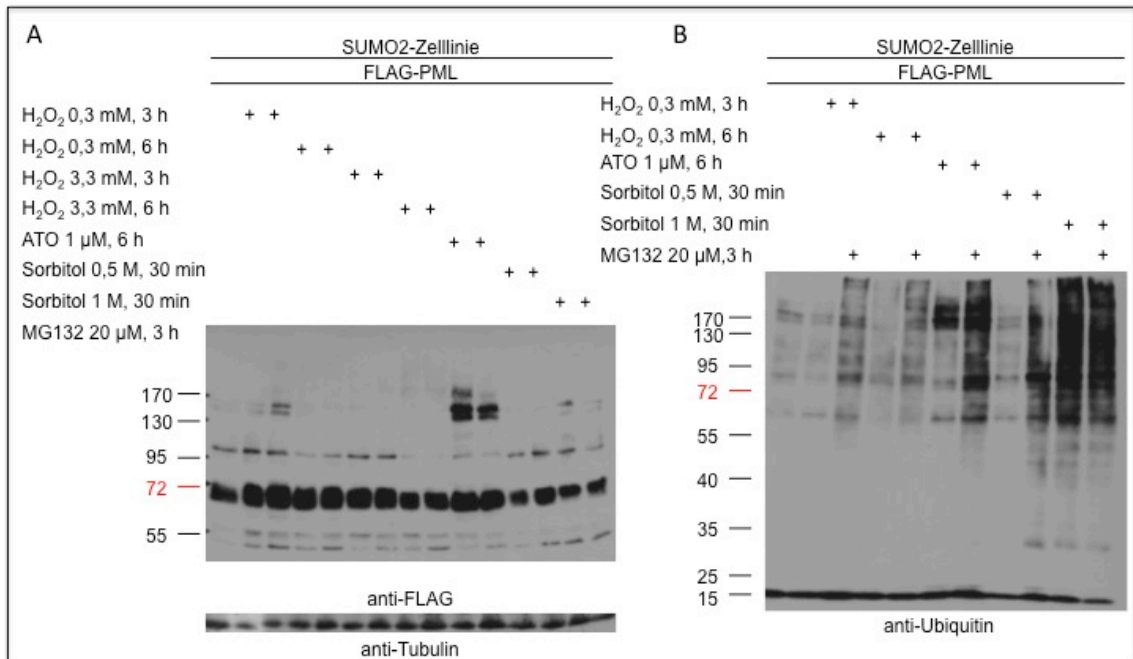 A
SUMO2-Zelllinie
FLAG-PML
H₂O₂ 0,3 mM, 3 h + +
H₂O₂ 0,3 mM, 6 h + +
H₂O₂ 3,3 mM, 3 h + +
H₂O₂ 3,3 mM, 6 h + +
ATO 1 µM, 6 h + +
Sorbitol 0,5 M, 30 min + +
Sorbitol 1 M, 30 min + +
MG132 20 µM, 3 h
170
130
95
72
55
anti-FLAG
anti-Tubulin
B
SUMO2-Zelllinie
FLAG-PML
H₂O₂ 0,3 mM, 3 h + +
H₂O₂ 0,3 mM, 6 h + +
ATO 1 µM, 6 h + +
Sorbitol 0,5 M, 30 min + +
Sorbitol 1 M, 30 min + +
MG132 20 µM,3 h + + + + +
170
130
95
72
55
40
35
25
15
anti-Ubiquitin